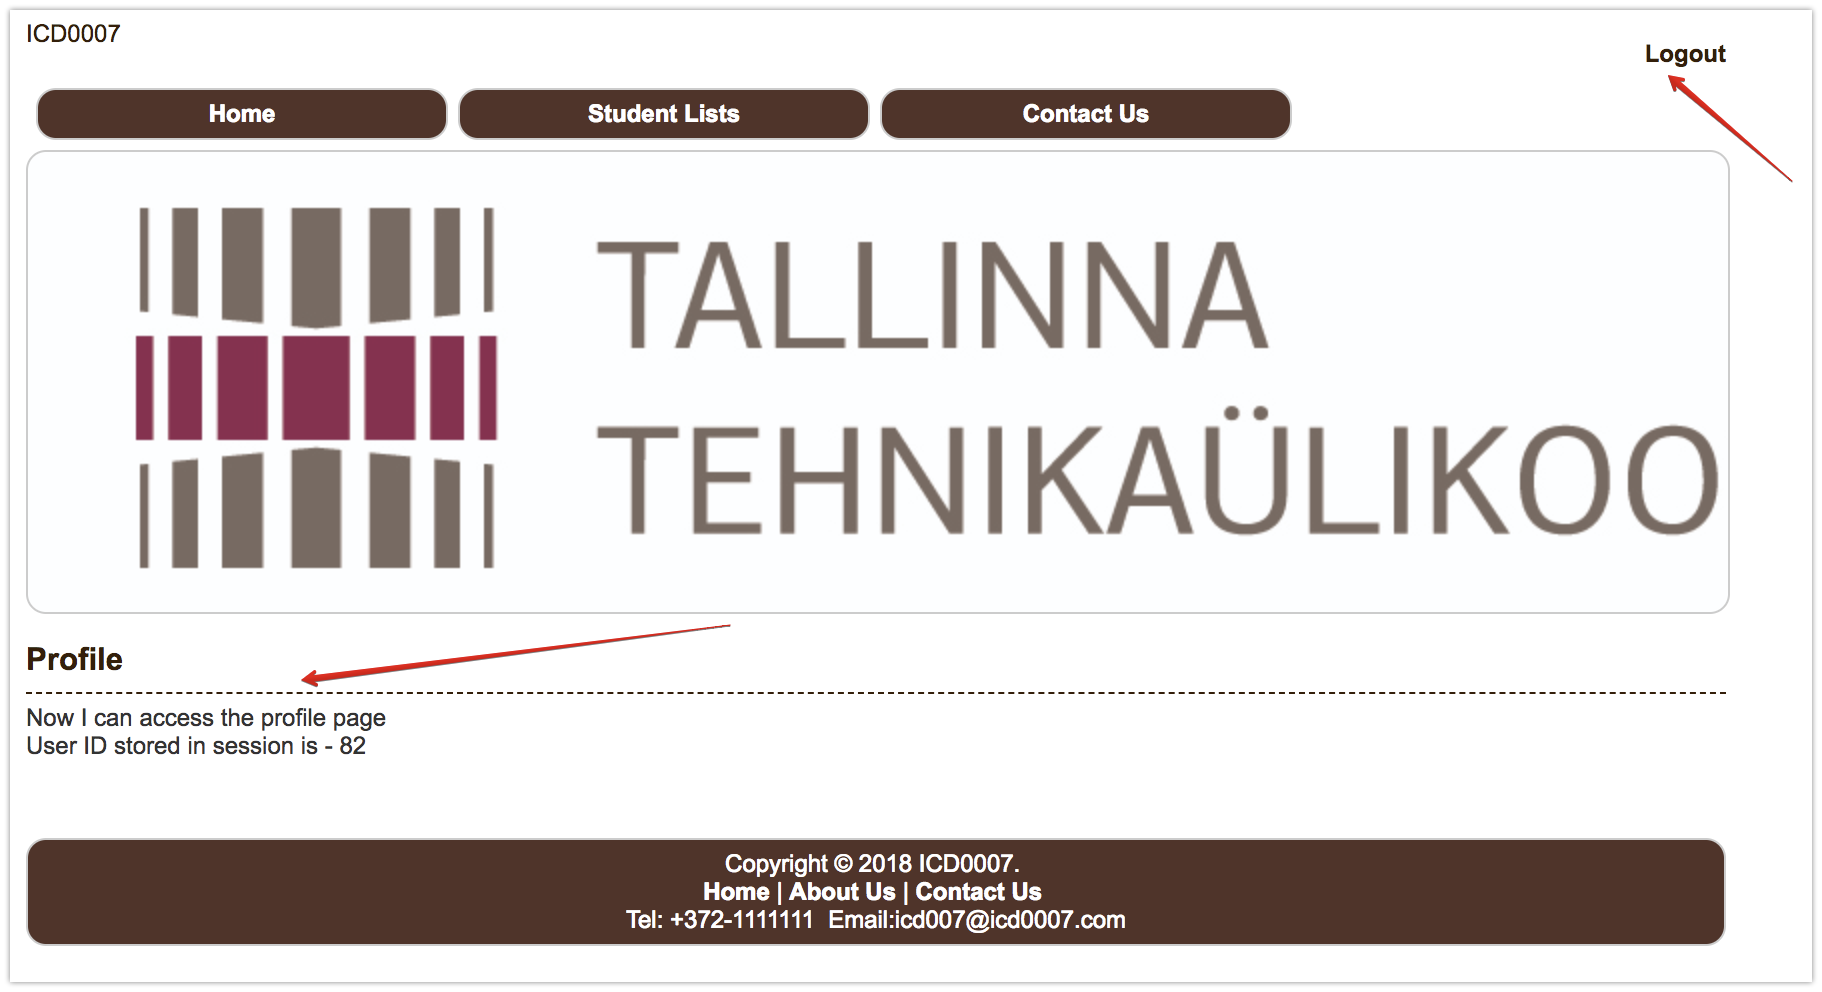 ICD0007
Logout
Home Student Lists Contact Us
TALLINNA
TEHNIKAÜLIKOO
Profile
Now I can access the profile page
User ID stored in session is - 82
Copyright © 2018 ICD0007.
Home | About Us | Contact Us
Tel: +372-1111111  Email:icd007@icd0007.com